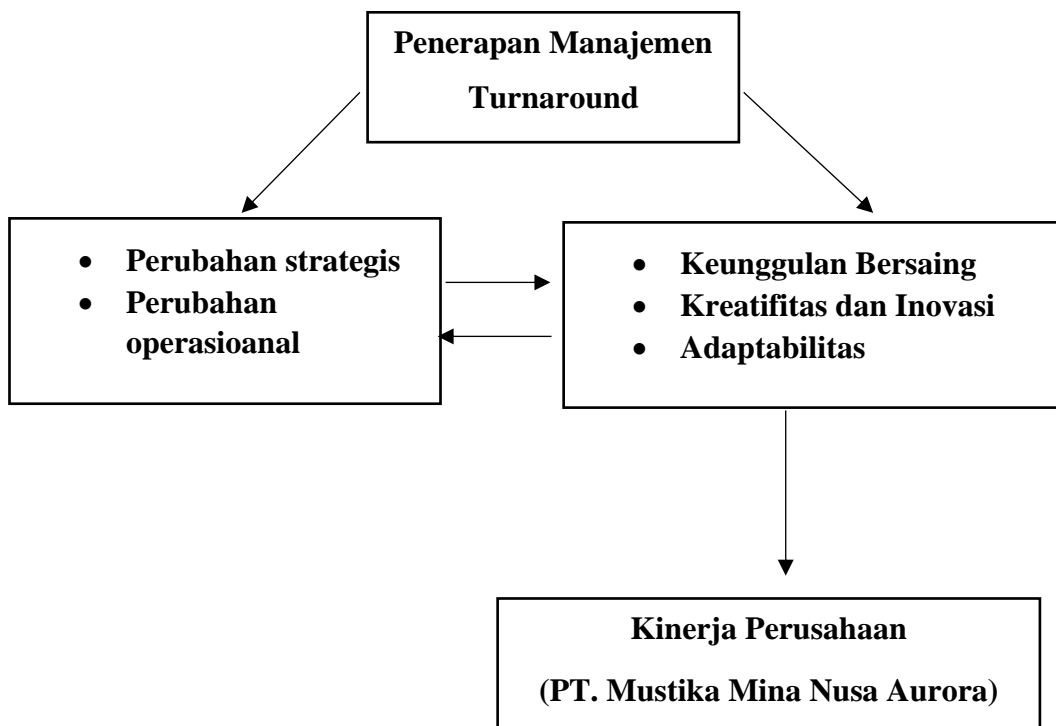 Penerapan Manajemen
Turnaround
• Perubahan strategis
• Perubahan
operasioanal
• Keunggulan Bersaing
• Kreatifitas dan Inovasi
• Adaptabilitas
Kinerja Perusahaan
(PT. Mustika Mina Nusa Aurora)